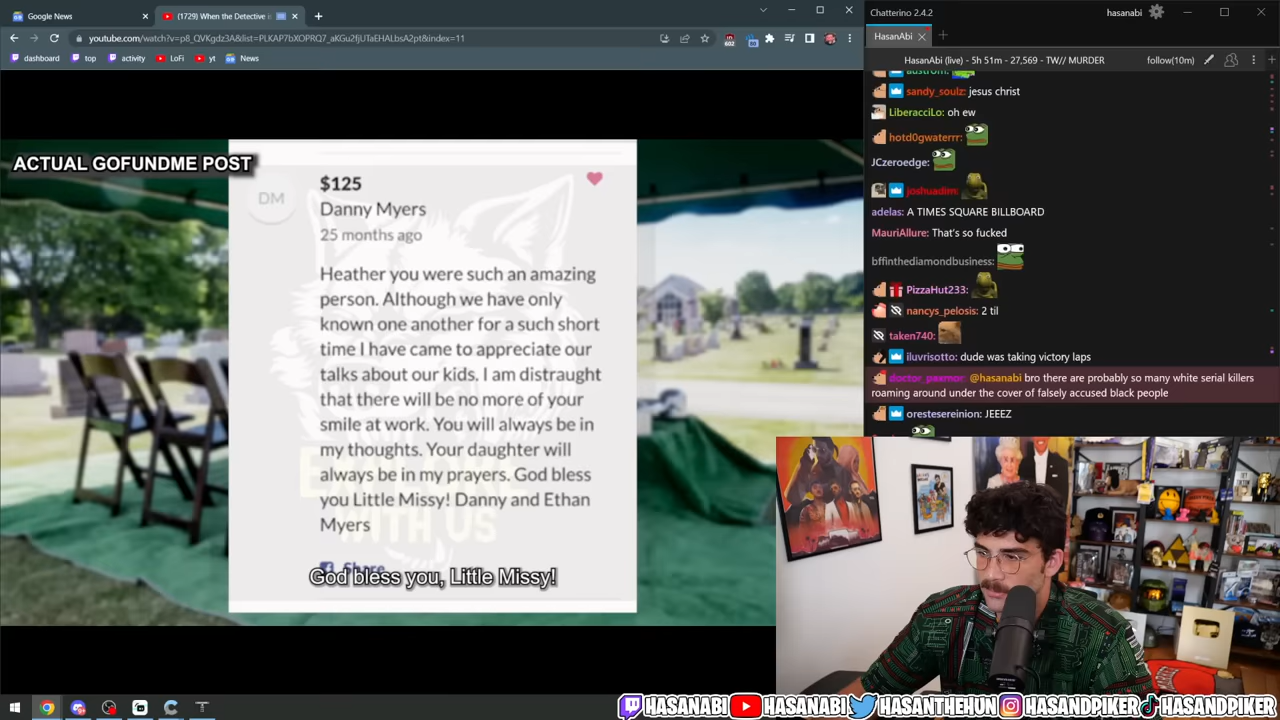 Google News
(1729) When the Detective i
youtube.com/watch?v=p8_QVKgdz3A&list=PLKAP7bXOPRQ7_aKGu2fjUTaEHALbsA2pt&index=11
602
dashboard
top
activity
LoFi
yt
News
ACTUAL GOFUNDME POST
DM
$125
Danny Myers
25 months ago
Heather you were such an amazing
person. Although we have only
known one another for a such short
time I have came to appreciate our
talks about our kids. I am distraught
that there will be no more of your
smile at work. You will always be in
my thoughts. Your daughter will
always be in my prayers. God bless
you Little Missy! Danny and Ethan
Myers
Share
WITH US
God bless you, Little Missy!
Chatterino 2.4.2
hasanabi
HasanAbi
HasanAbi (live) - 5h 51m - 27,569 - TW// MURDER
follow(10m)
sandy_soulz: jesus christ
LiberacciLo: oh ew
hotd0gwaterrr:
JCzeroedge:
joshuadim:
adelas: A TIMES SQUARE BILLBOARD
MauriAllure: That's so fucked
bffinthediamondbusiness:
PizzaHut233:
nancys_pelosis: 2 til
taken740:
iluvrisotto: dude was taking victory laps
doctor_paxmor: @hasanabi bro there are probably so many white serial killers
roaming around under the cover of falsely accused black people
orestesereinion: JEEEZ
HASANABI
HASANABI
HASANTHEHUN
HASANDPIKER
HASANDPIKER